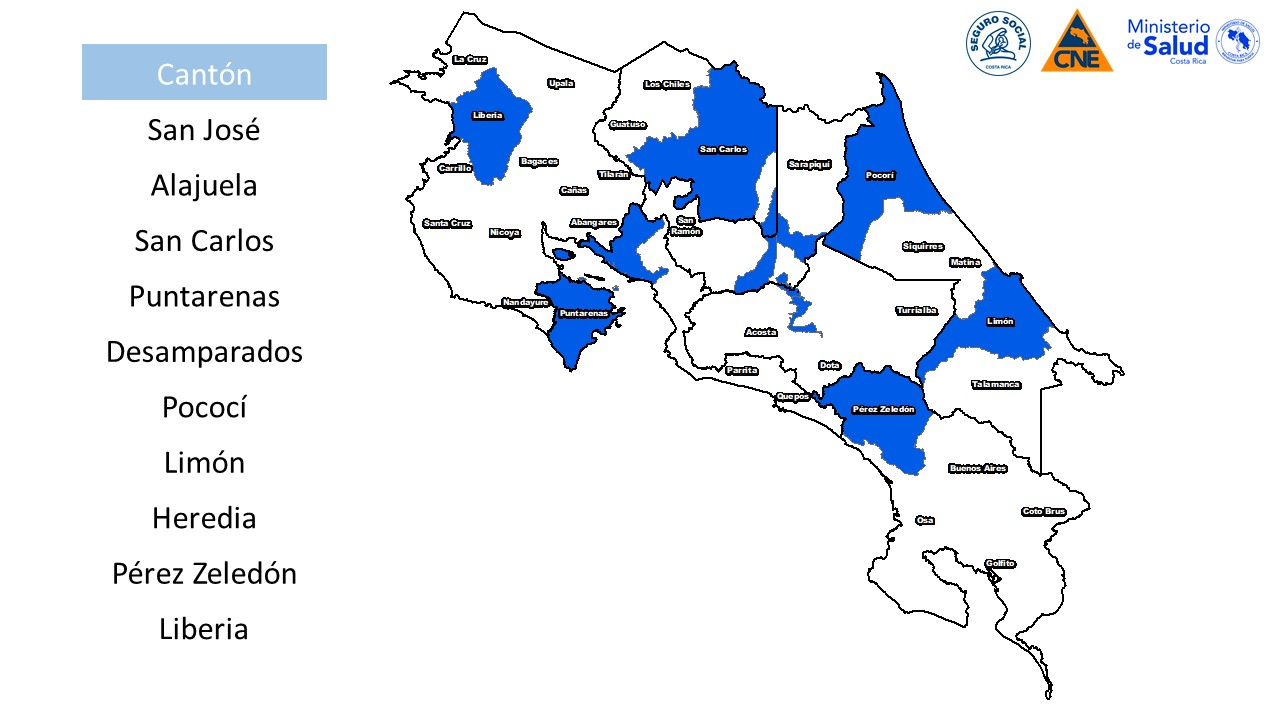 Cantón
San José
Alajuela
San Carlos
Puntarenas
Desamparados
Pococí
Limón
Heredia
Pérez Zeledón
Liberia
La Cruz
Upala
Los Chiles
Liberia
Guatuso
San Carlos
Sarapiquí
Pocorí
Carrillo
Bagaces
Tilarán
Cañas
Santa Cruz
Nicoya
Abangares
San
Ramón
Siquirres
Matina
Nandayure
Puntarenas
Turrialba
Limón
Acosta
Parrita
Dota
Talamanca
Quepos
Pérez Zeledón
Buenos Aires
Osa
Coto Brus
Golfito
SEGURO SOCIAL
COSTA RICA
CNE
Ministerio
de Salud
Costa Rica